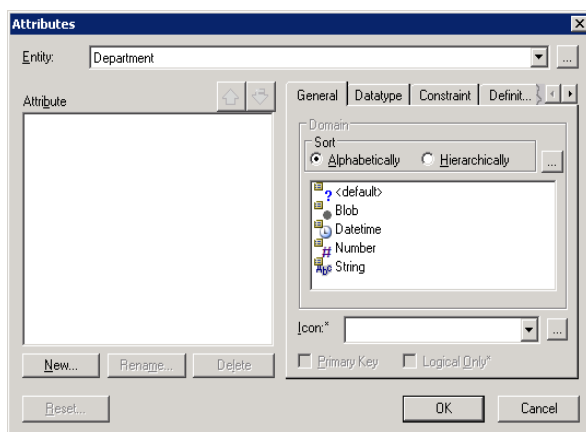 Attributes
Entity: Department ...
Attribute
General Datatype Constraint Definit...
Domain
Sort
Alphabetically Hierarchically ...
? <default>
Blob
Datetime
# Number
Abc String
Icon:* ...
Primary Key Logical Only*
New... Rename... Delete
Reset... OK Cancel